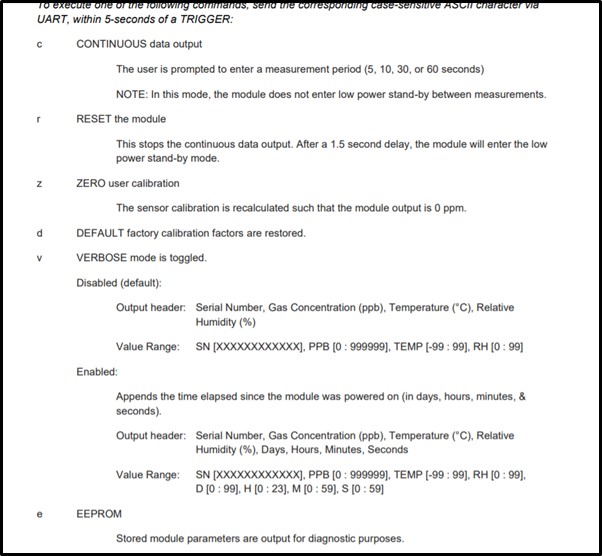 To execute one of the following commands, send the corresponding case-sensitive ASCII character via
UART, within 5-seconds of a TRIGGER:
c CONTINUOUS data output
The user is prompted to enter a measurement period (5, 10, 30, or 60 seconds)
NOTE: In this mode, the module does not enter low power stand-by between measurements.
r RESET the module
This stops the continuous data output. After a 1.5 second delay, the module will enter the low
power stand-by mode.
z ZERO user calibration
The sensor calibration is recalculated such that the module output is 0 ppm.
d DEFAULT factory calibration factors are restored.
v VERBOSE mode is toggled.
Disabled (default):
Output header: Serial Number, Gas Concentration (ppb), Temperature (°C), Relative
Humidity (%)
Value Range: SN [XXXXXXXXXXXX], PPB [0 : 999999], TEMP [-99 : 99], RH [0 : 99]
Enabled:
Appends the time elapsed since the module was powered on (in days, hours, minutes, &
seconds).
Output header: Serial Number, Gas Concentration (ppb), Temperature (°C), Relative
Humidity (%), Days, Hours, Minutes, Seconds
Value Range: SN [XXXXXXXXXXXX], PPB [0 : 999999], TEMP [-99 : 99], RH [0 : 99],
D [0 : 99], H [0 : 23], M [0 : 59], S [0 : 59]
e EEPROM
Stored module parameters are output for diagnostic purposes.